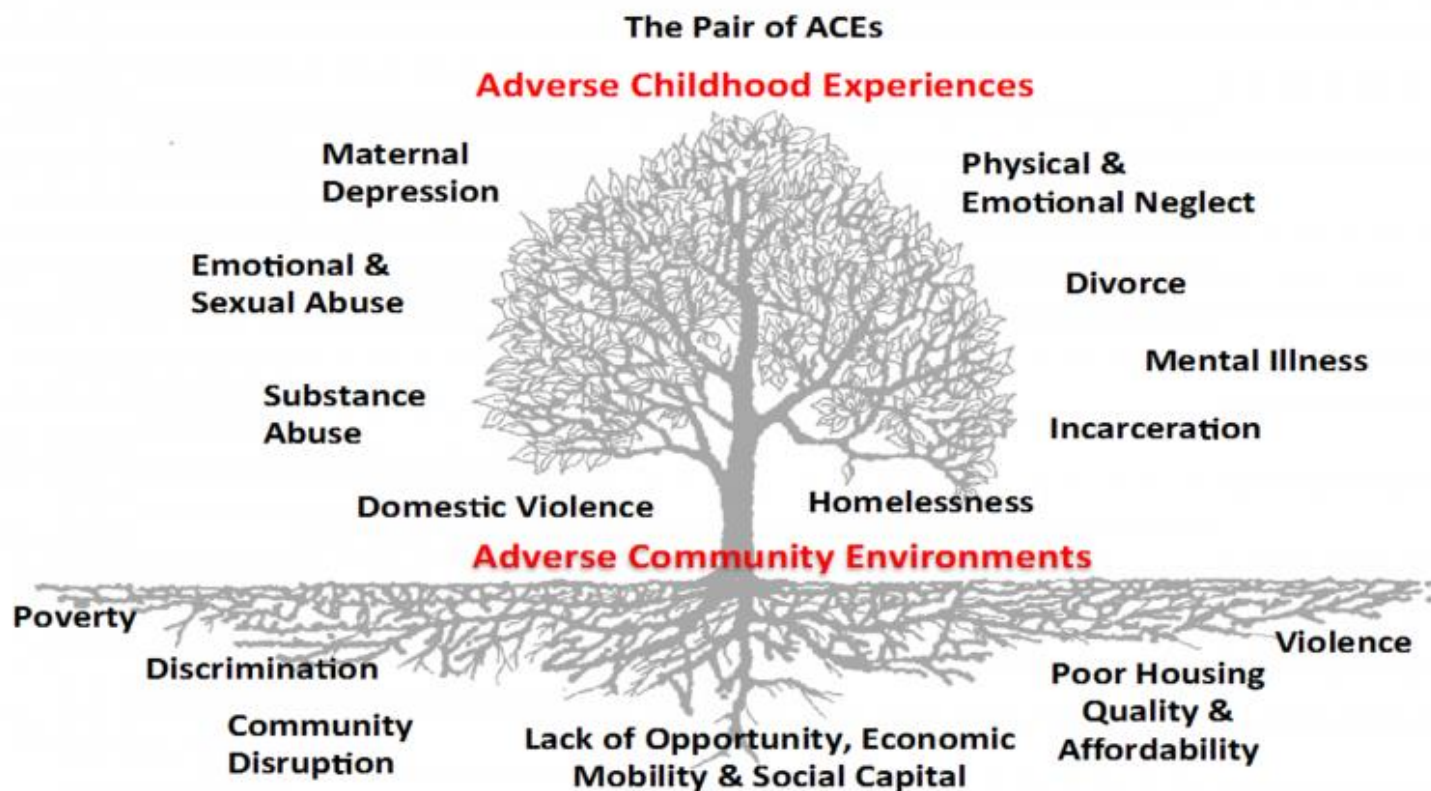 The Pair of ACEs
Adverse Childhood Experiences
Maternal
Depression
Physical &
Emotional Neglect
Emotional &
Sexual Abuse
Divorce
Mental Illness
Substance
Abuse
Incarceration
Domestic Violence
Homelessness
Adverse Community Environments
Poverty
Violence
Discrimination
Poor Housing
Quality &
Affordability
Community
Disruption
Lack of Opportunity, Economic
Mobility & Social Capital